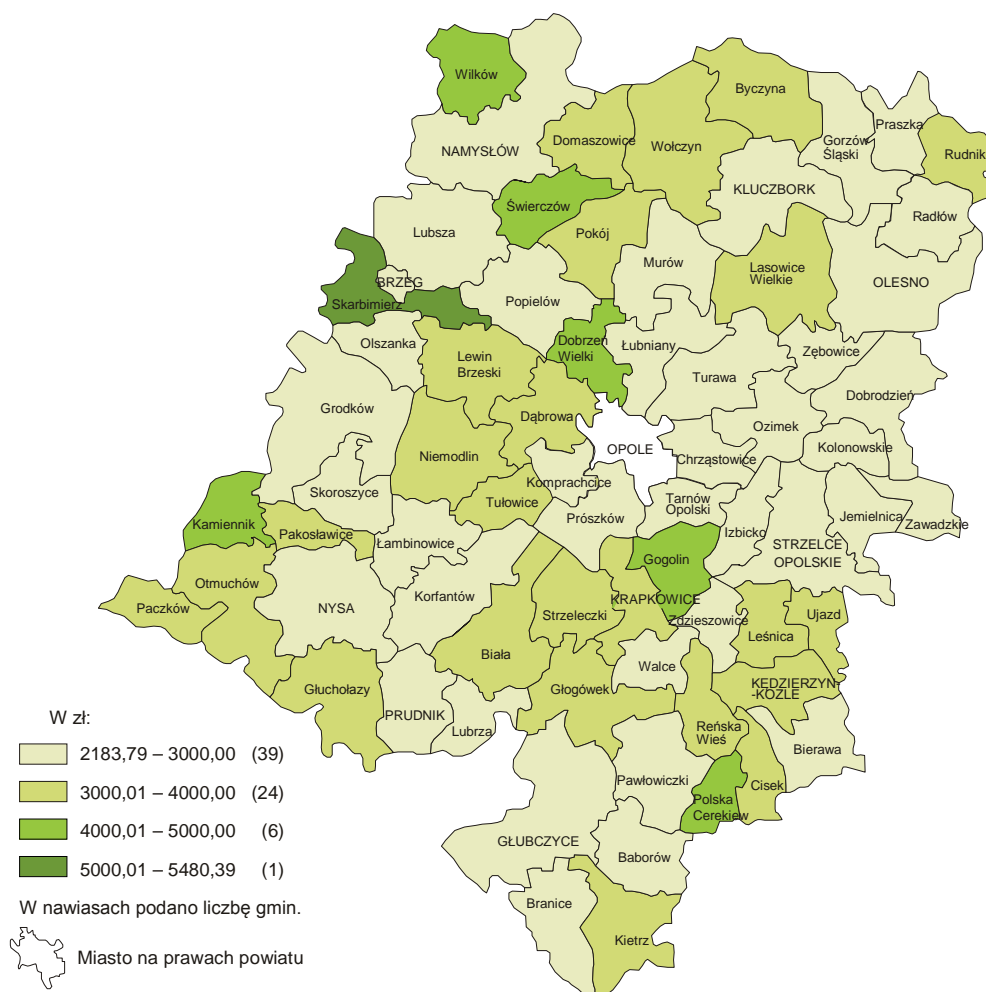 Wilków
Byczyna
Praszka
Domaszowice
Wołczyn
Gorzów
Śląski
NAMYSŁÓW
Rudnik
KLUCZBORK
Świerczów
Radłów
Lubsza
Pokój
Murów
Lasowice
Wielkie
OLESNO
BRZEG
Skarbimierz
Popielów
Olszanka
Dobrzeń
Wielki
Łubniany
Zębowice
Lewin
Brzeski
Turawa
Dobrodzień
Grodków
Dąbrowa
Ozimek
OPOLE
Kolonowskie
Niemodlin
Chrząstowice
Komprachcice
Skoroszyce
Tułowice
Tarnów
Opolski
Prószków
Kamiennik
Jemielnica
Zawadzkie
Pakosławice
Łambinowice
Izbicko
STRZELCE
OPOLSKIE
Gogolin
Otmuchów
Korfantów
KRAPKOWICE
Paczków
NYSA
Strzeleczki
Zdzieszowice
Ujazd
Leśnica
Biała
Walce
Głuchołazy
Głogówek
KĘDZIERZYN-
-KOŹLE
PRUDNIK
Lubrza
Reńska
Wieś
Bierawa
Pawłowiczki
Cisek
Polska
Cerekiew
GŁUBCZYCE
Baborów
Branice
Kietrz
W zł:
2183,79 – 3000,00 (39)
3000,01 – 4000,00 (24)
4000,01 – 5000,00 (6)
5000,01 – 5480,39 (1)
W nawiasach podano liczbę gmin.
Miasto na prawach powiatu